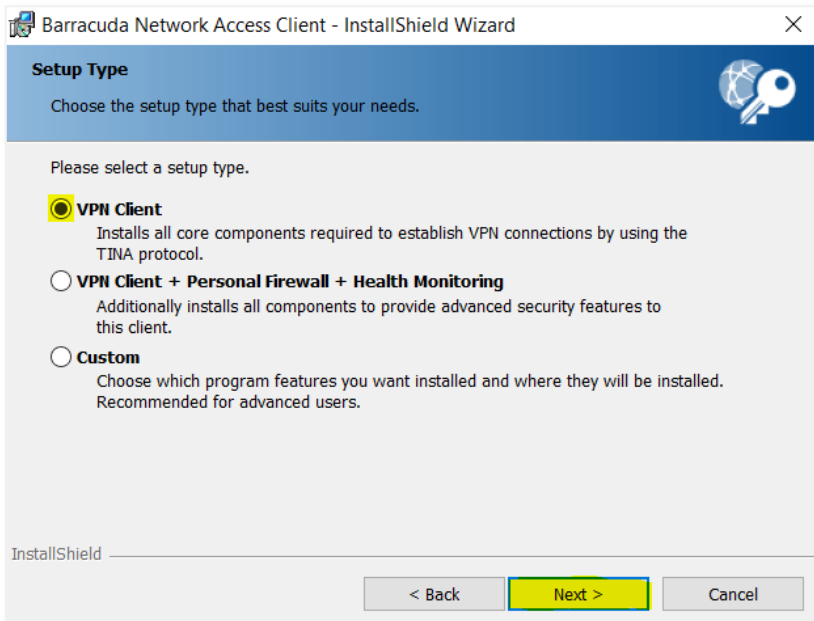 Barracuda Network Access Client - InstallShield Wizard
Setup Type
Choose the setup type that best suits your needs.
Please select a setup type.
VPN Client
Installs all core components required to establish VPN connections by using the
TINA protocol.
VPN Client + Personal Firewall + Health Monitoring
Additionally installs all components to provide advanced security features to
this client.
Custom
Choose which program features you want installed and where they will be installed.
Recommended for advanced users.
InstallShield
< Back
Next >
Cancel